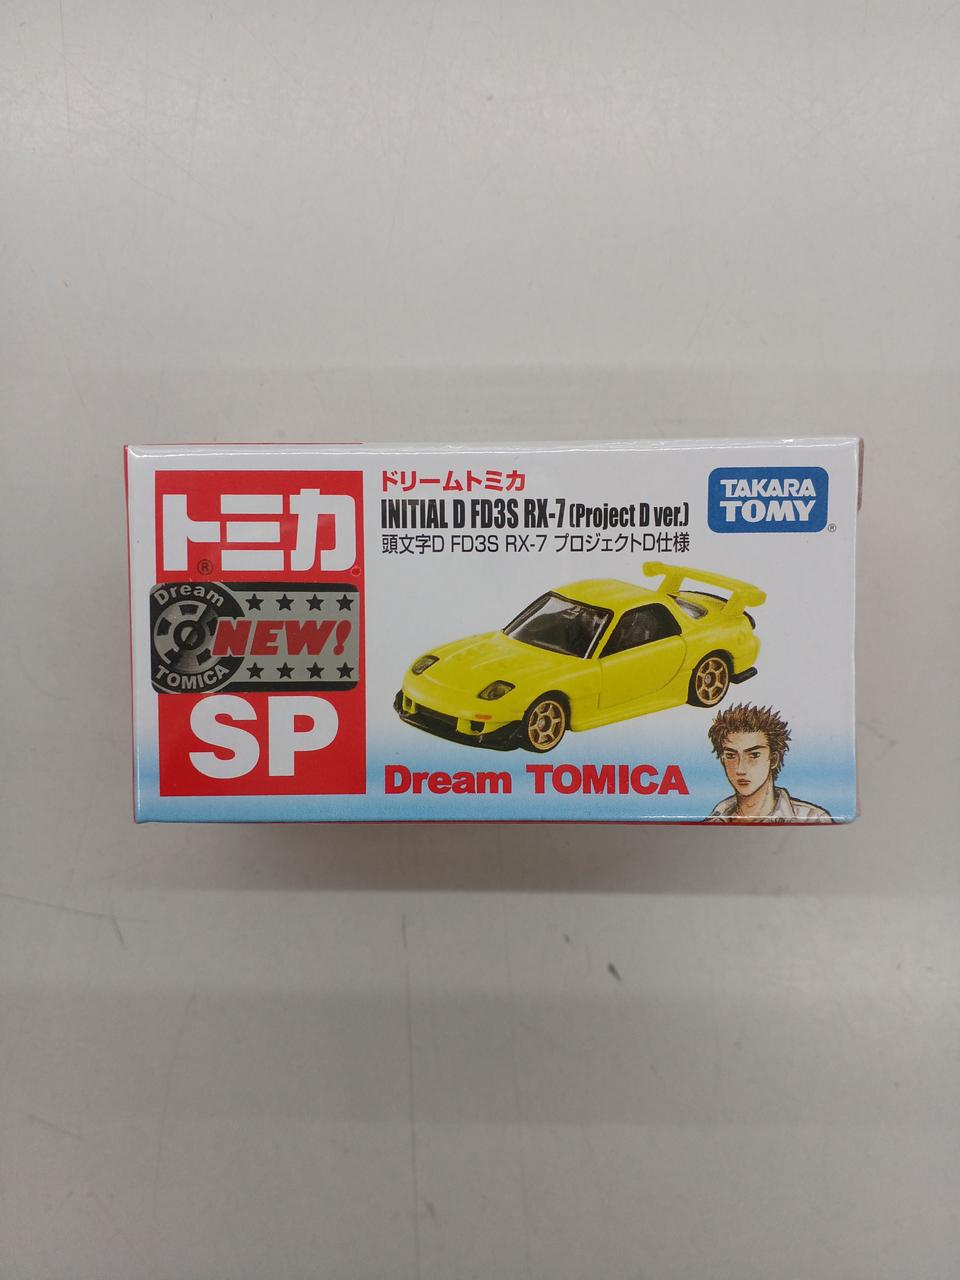 トミカ
®
Dream
NEW!
TOMICA
SP
ドリームトミカ
INITIAL D FD3S RX-7 (Project D ver.)
頭文字D FD3S RX-7 プロジェクトD仕様
TAKARA
TOMY
®
Dream TOMICA